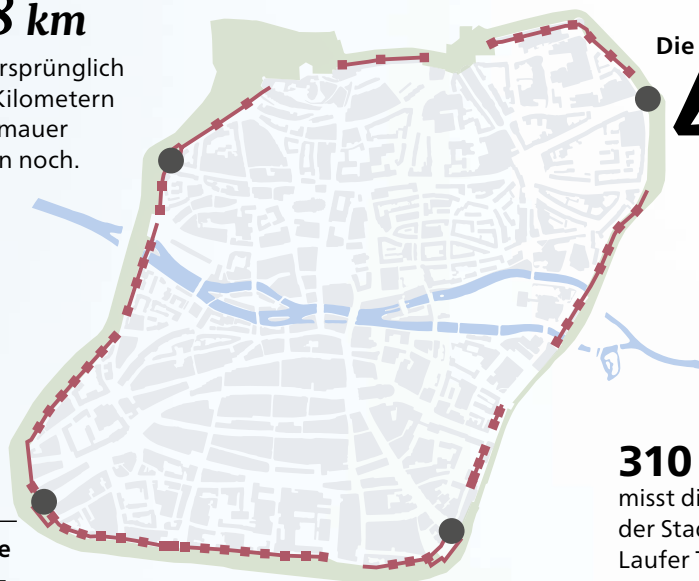 8 km
rsprünglich
Kilometern
mauer
n noch.
Die
310
misst di
der Stad
Laufer T
e